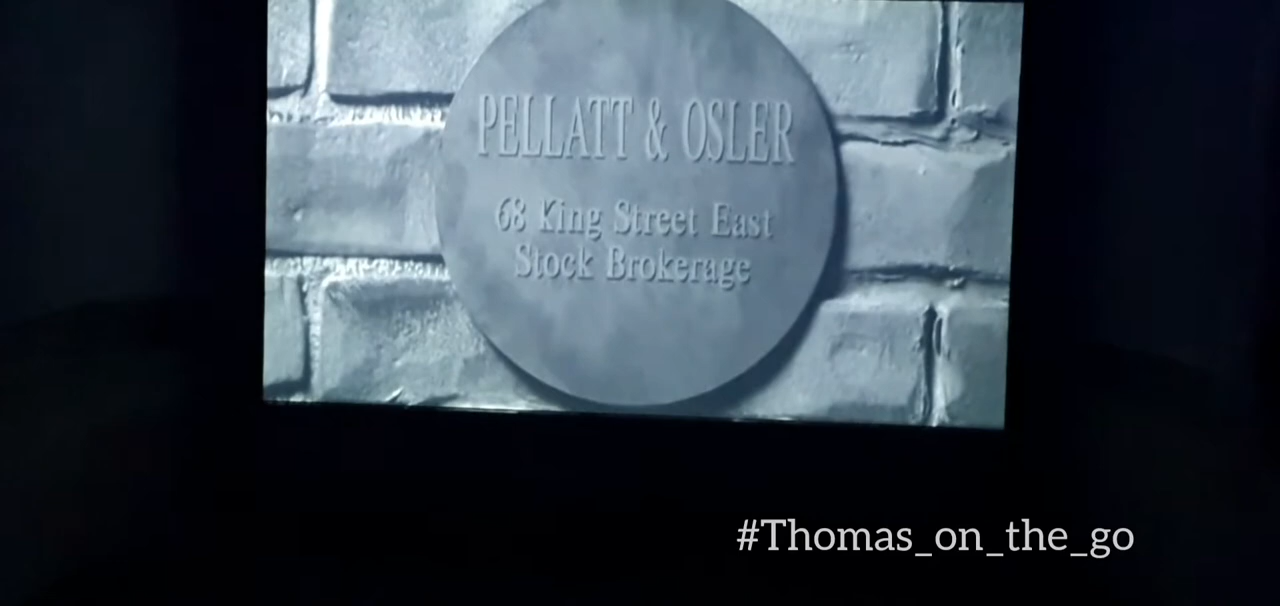 PELLATT & OSLER
68 King Street East
Stock Brokerage
#Thomas_on_the_go